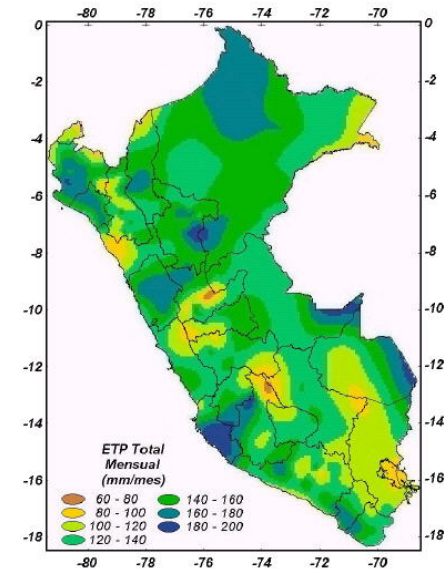 -80 -78 -76 -74 -72 -70
0 0
-2 -2
-4 -4
-6 -6
-8 -8
-10 -10
-12 -12
-14 -14
-16 -16
-18 -18
ETP Total
Mensual
(mm/mes)
60 - 80 140 - 160
80 - 100 160 - 180
100 - 120 180 - 200
120 - 140
-80 -78 -76 -74 -72 -70